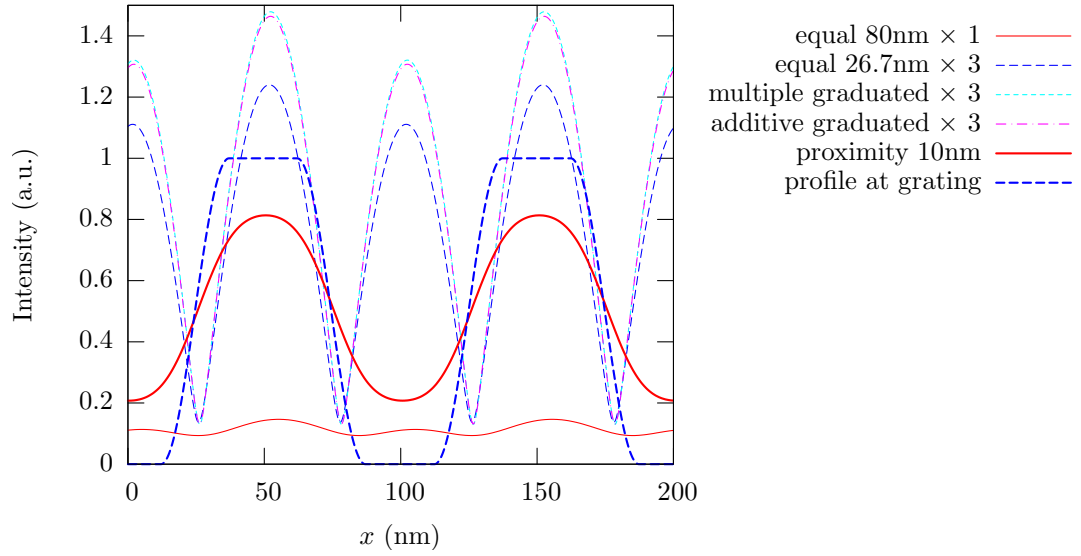 Intensity (a.u.)
1.4
1.2
1
0.8
0.6
0.4
0.2
0
0 50 100 150 200
x (nm)
equal 80nm × 1
equal 26.7nm × 3
multiple graduated × 3
additive graduated × 3
proximity 10nm
profile at grating